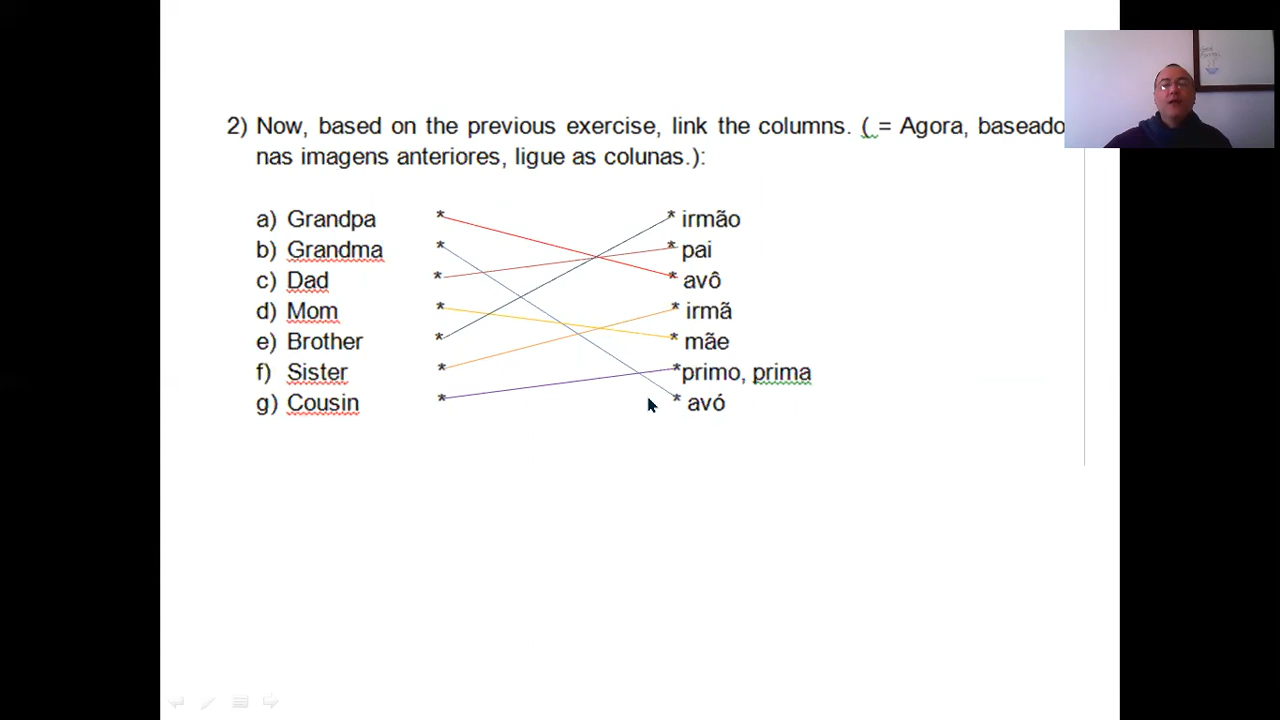 2) Now, based on the previous exercise, link the columns. ( = Agora, baseado
nas imagens anteriores, ligue as colunas.):
a) Grandpa * * irmão
b) Grandma * * pai
c) Dad * * avô
d) Mom * * irmã
e) Brother * * mãe
f) Sister * *primo, prima
g) Cousin * * avó